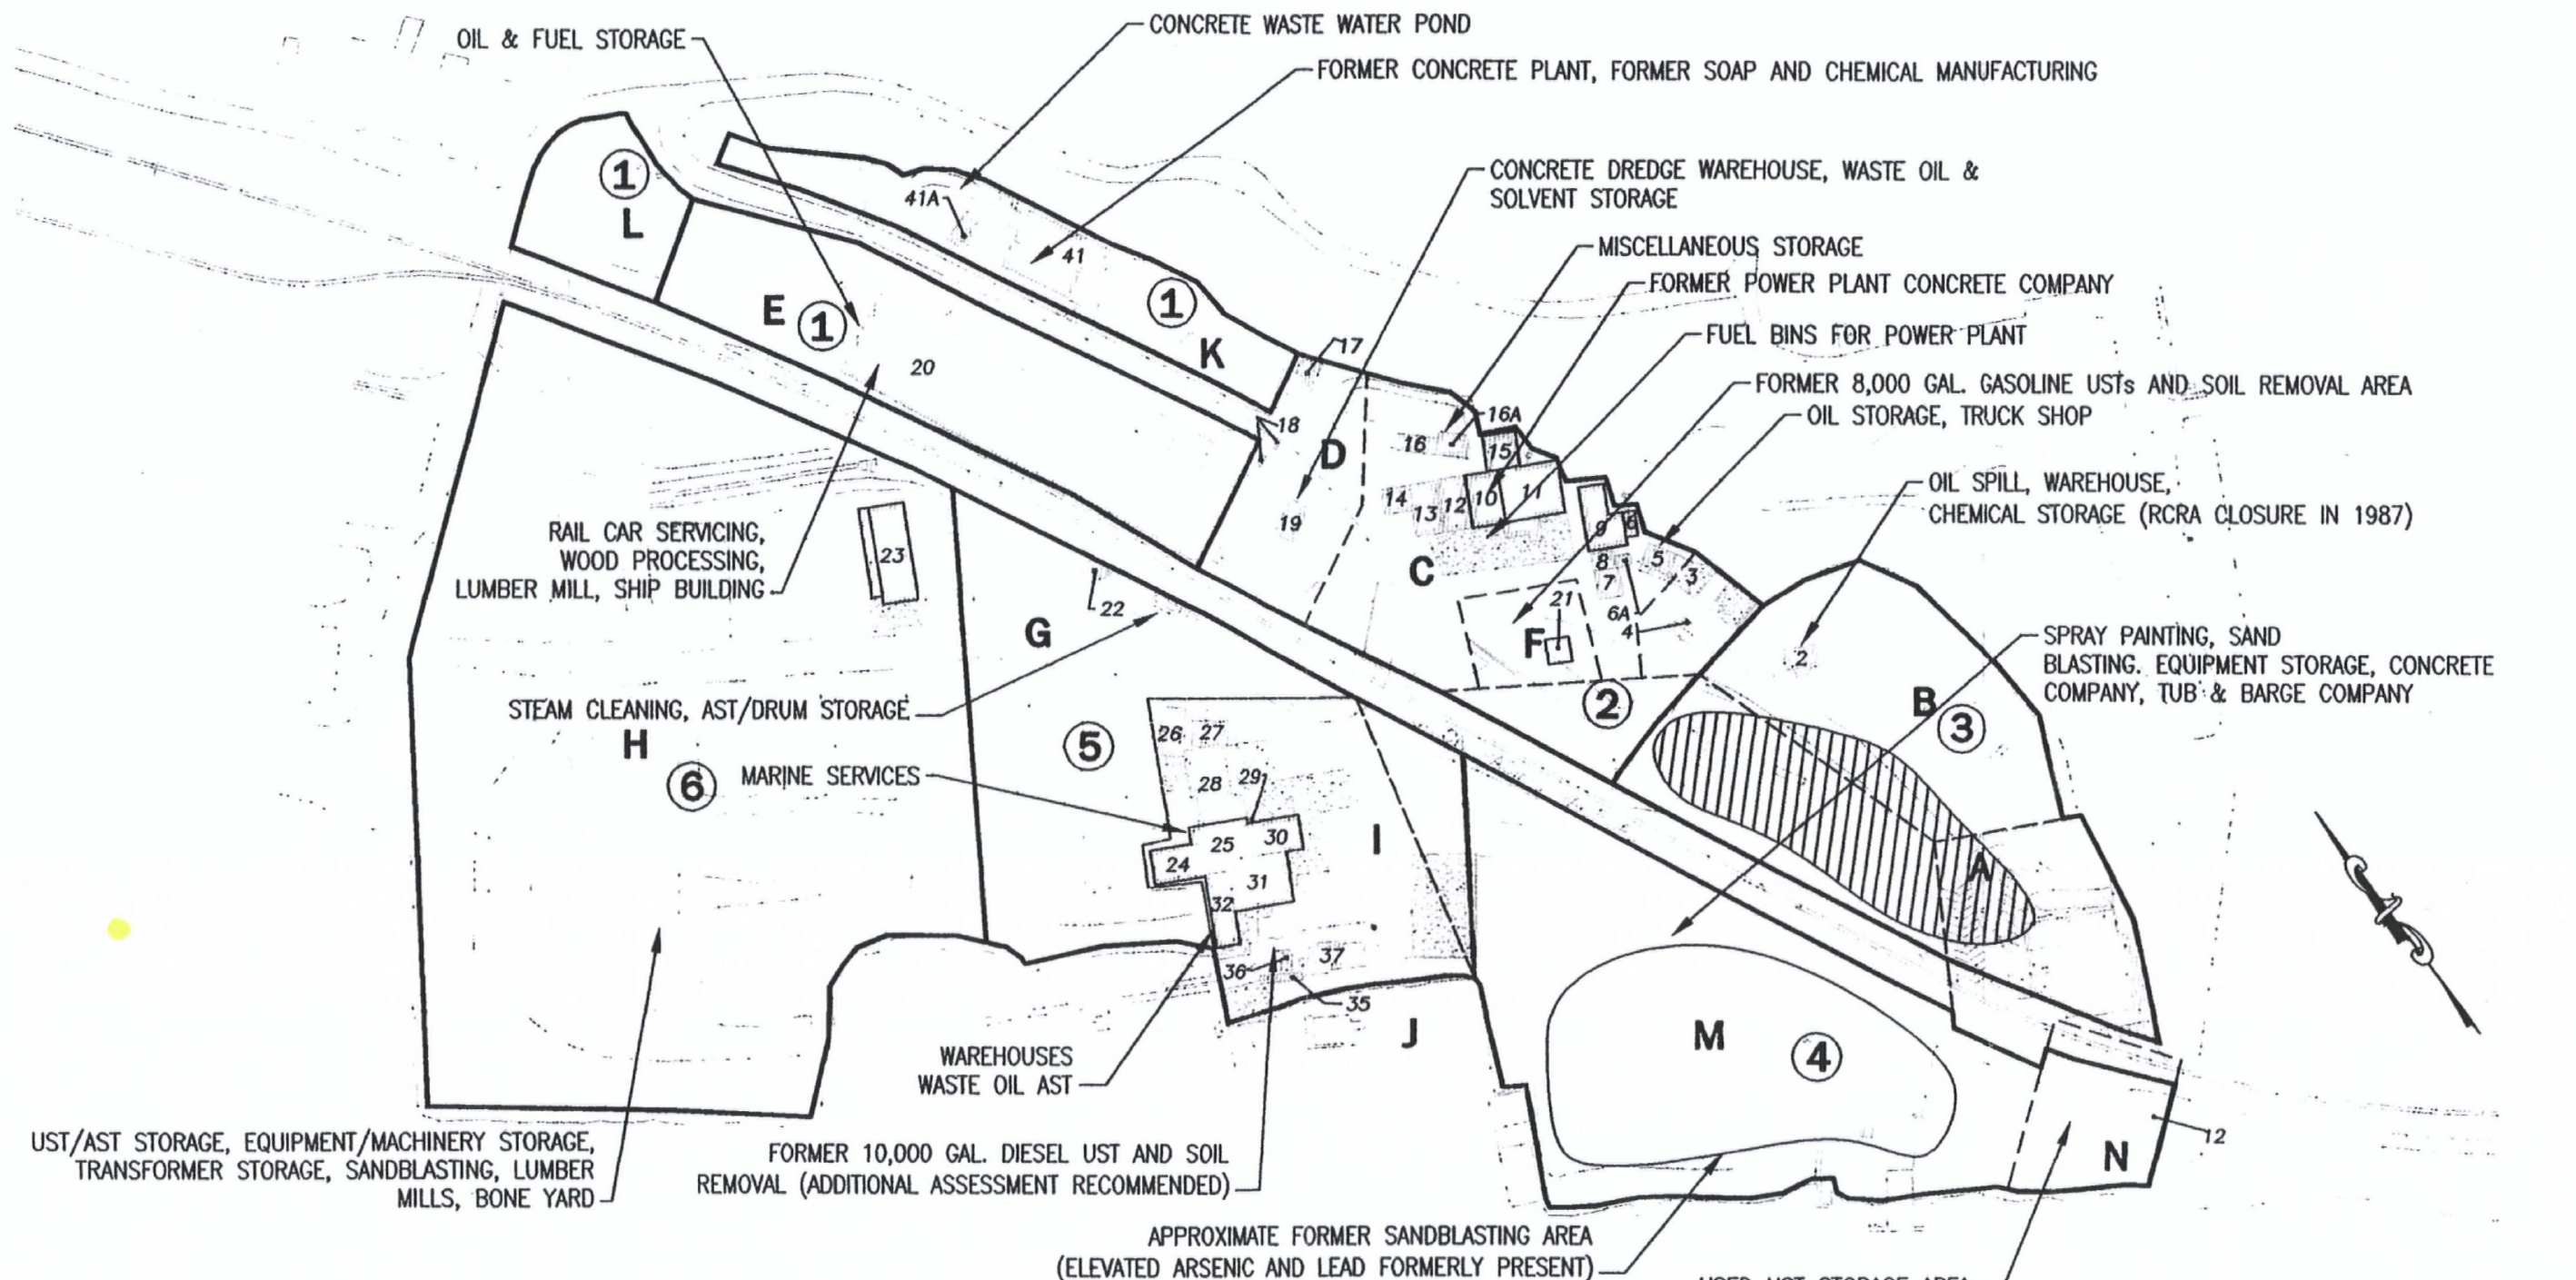 OIL & FUEL STORAGE
CONCRETE WASTE WATER POND
FORMER CONCRETE PLANT, FORMER SOAP AND CHEMICAL MANUFACTURING
CONCRETE DREDGE WAREHOUSE, WASTE OIL &
SOLVENT STORAGE
MISCELLANEOUS STORAGE
FORMER POWER PLANT CONCRETE COMPANY
FUEL BINS FOR POWER PLANT
FORMER 8,000 GAL. GASOLINE USTs AND SOIL REMOVAL AREA
OIL STORAGE, TRUCK SHOP
OIL SPILL, WAREHOUSE,
CHEMICAL STORAGE (RCRA CLOSURE IN 1987)
SPRAY PAINTING, SAND
BLASTING. EQUIPMENT STORAGE, CONCRETE
COMPANY, TUB & BARGE COMPANY
1
L
41A
41
E
1
20
1
K
17
18
D
19
16A
16
15
14
13
12
10
11
9
6
8
5
7
3
C
21
6A
4
F
2
2
B
3
A
RAIL CAR SERVICING,
WOOD PROCESSING,
LUMBER MILL, SHIP BUILDING
23
22
G
STEAM CLEANING, AST/DRUM STORAGE
H
6
5
MARINE SERVICES
26
27
28
29
25
30
24
31
32
I
36
37
35
J
M
4
N
12
WAREHOUSES
WASTE OIL AST
UST/AST STORAGE, EQUIPMENT/MACHINERY STORAGE,
TRANSFORMER STORAGE, SANDBLASTING, LUMBER
MILLS, BONE YARD
FORMER 10,000 GAL. DIESEL UST AND SOIL
REMOVAL (ADDITIONAL ASSESSMENT RECOMMENDED)
APPROXIMATE FORMER SANDBLASTING AREA
(ELEVATED ARSENIC AND LEAD FORMERLY PRESENT)
USED UST STORAGE AREA